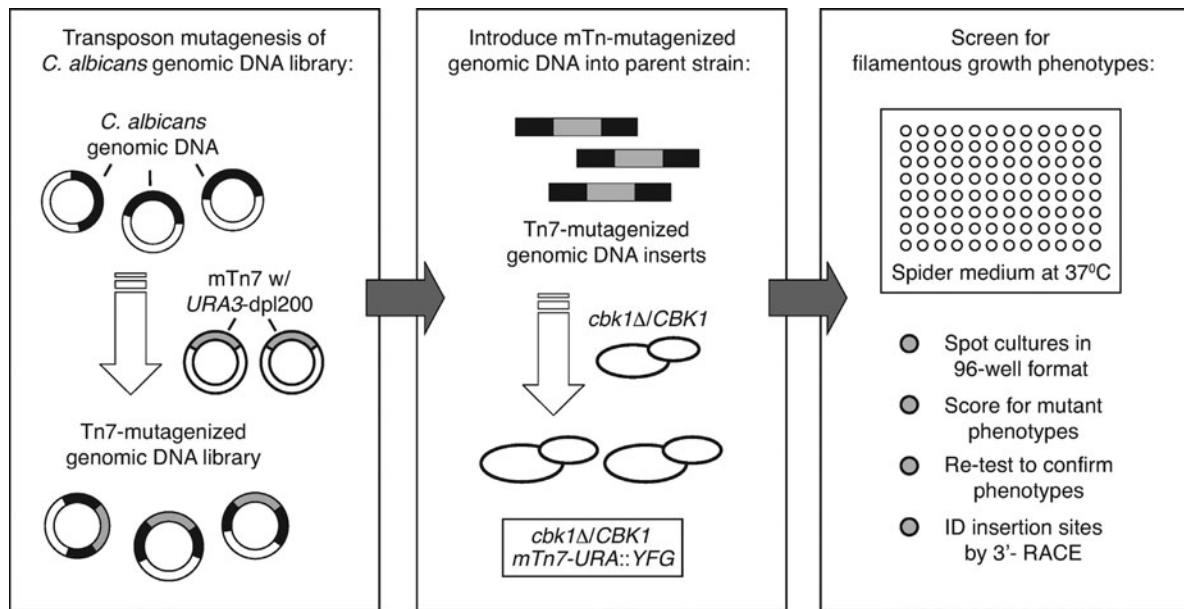 Transposon mutagenesis of
C. albicans genomic DNA library:
C. albicans
genomic DNA
mTn7 w/
URA3-dpl200
Tn7-mutagenized
genomic DNA library
Introduce mTn-mutagenized
genomic DNA into parent strain:
Tn7-mutagenized
genomic DNA inserts
cbk1Δ/CBK1
cbk1Δ/CBK1
mTn7-URA::YFG
Screen for
filamentous growth phenotypes:
Spider medium at 37⁰C
Spot cultures in
96-well format
Score for mutant
phenotypes
Re-test to confirm
phenotypes
ID insertion sites
by 3'- RACE